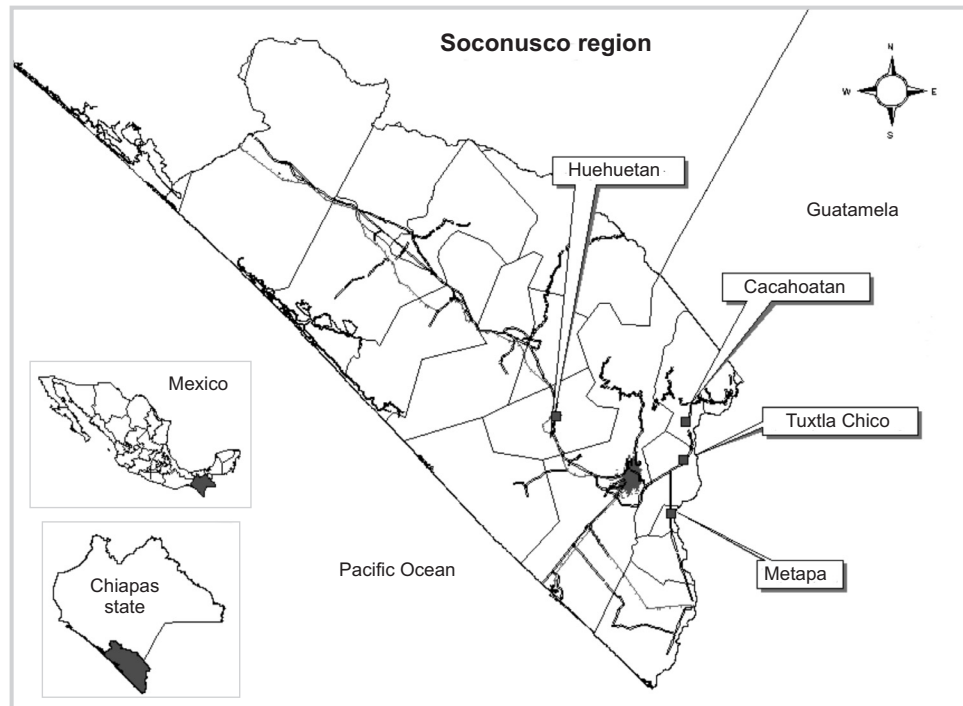 Soconusco region
N
W
E
S
Huehuetan
Guatamela
Cacahoatan
Mexico
Tuxtla Chico
Pacific Ocean
Metapa
Chiapas
state